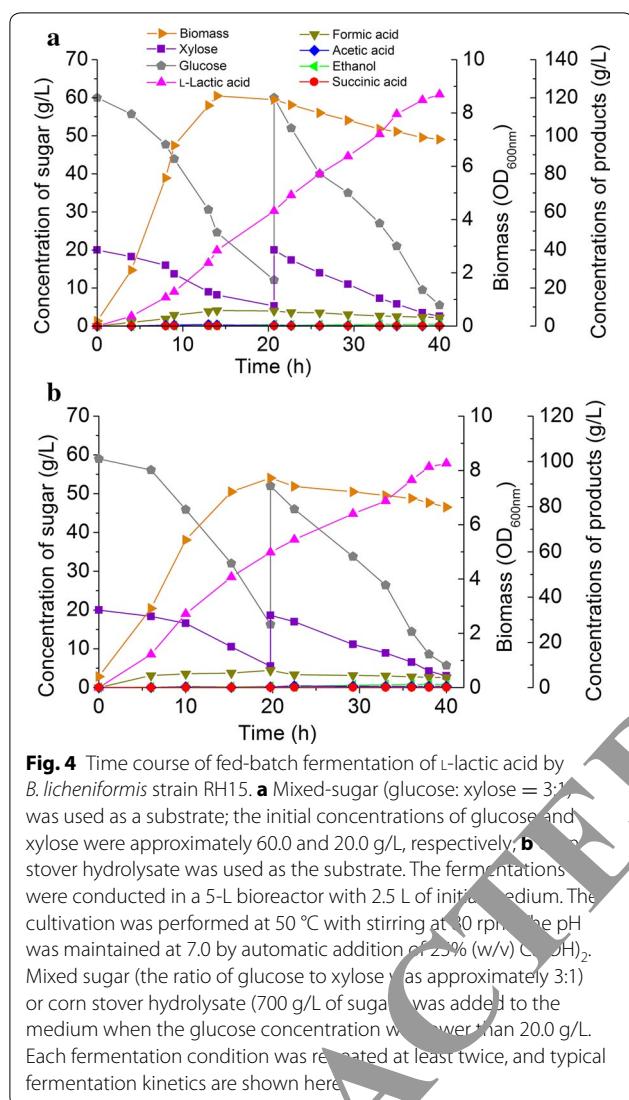 a
Biomass
Xylose
Glucose
L-Lactic acid
Formic acid
Acetic acid
Ethanol
Succinic acid
Concentration of sugar (g/L)
70
60
50
40
30
20
10
0
0 10 20 30 40
Time (h)
10
8
6
4
2
0
Biomass (OD600nm)
140
120
100
80
60
40
20
0
Concentrations of products (g/L)
b
Concentration of sugar (g/L)
70
60
50
40
30
20
10
0
0 10 20 30 40
Time (h)
10
8
6
4
2
0
Biomass (OD600nm)
120
100
80
60
40
20
0
Concentrations of products (g/L)
Fig. 4 Time course of fed-batch fermentation of L-lactic acid by
B. licheniformis strain RH15. a Mixed-sugar (glucose: xylose = 3:1)
was used as a substrate; the initial concentrations of glucose and
xylose were approximately 60.0 and 20.0 g/L, respectively; b
stover hydrolysate was used as the substrate. The fermentations
were conducted in a 5-L bioreactor with 2.5 L of initial medium. The
cultivation was performed at 50 °C with stirring at rpm. The pH
was maintained at 7.0 by automatic addition of 25% (w/v)
Mixed sugar (the ratio of glucose to xylose was approximately 3:1)
or corn stover hydrolysate (700 g/L of sugar) was added to the
medium when the glucose concentration lower than 20.0 g/L.
Each fermentation condition was repeated at least twice, and typical
fermentation kinetics are shown here
ACTE